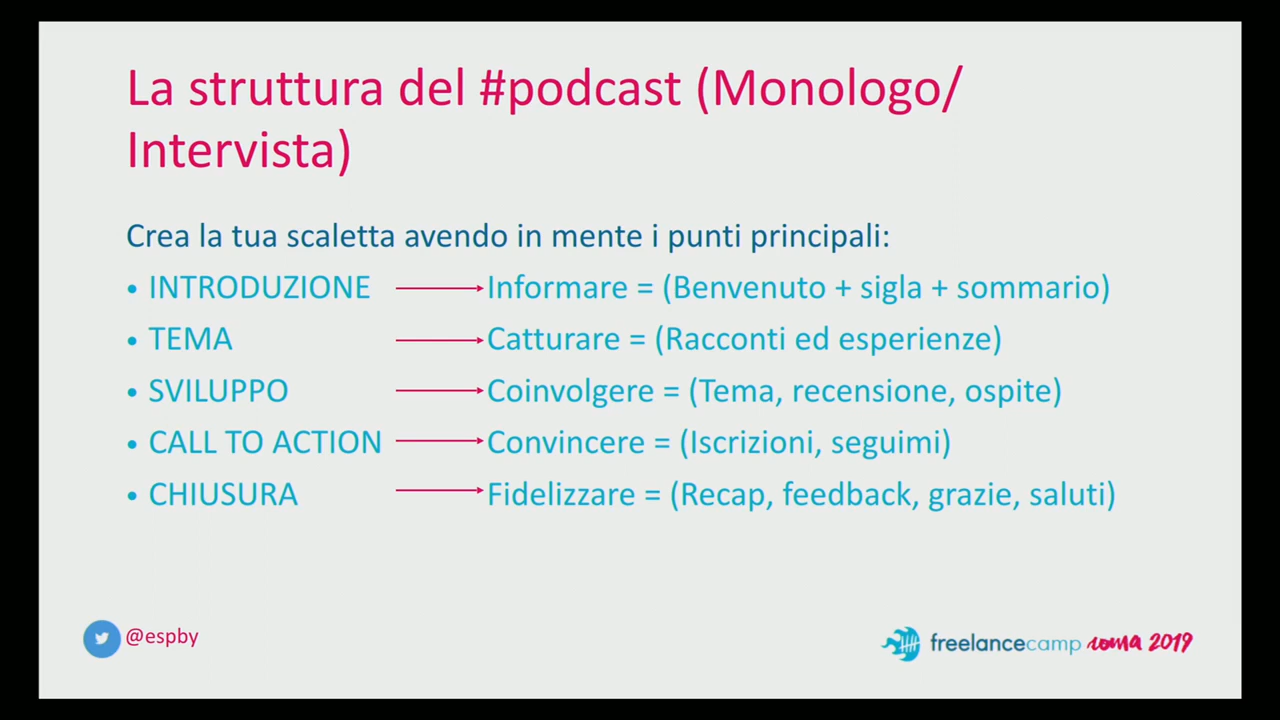 La struttura del #podcast (Monologo/
Intervista)
Crea la tua scaletta avendo in mente i punti principali:
• INTRODUZIONE Informare = (Benvenuto + sigla + sommario)
• TEMA Catturare = (Racconti ed esperienze)
• SVILUPPO Coinvolgere = (Tema, recensione, ospite)
• CALL TO ACTION Convincere = (Iscrizioni, seguimi)
• CHIUSURA Fidelizzare = (Recap, feedback, grazie, saluti)
@espby
freelancecamp roma 2019